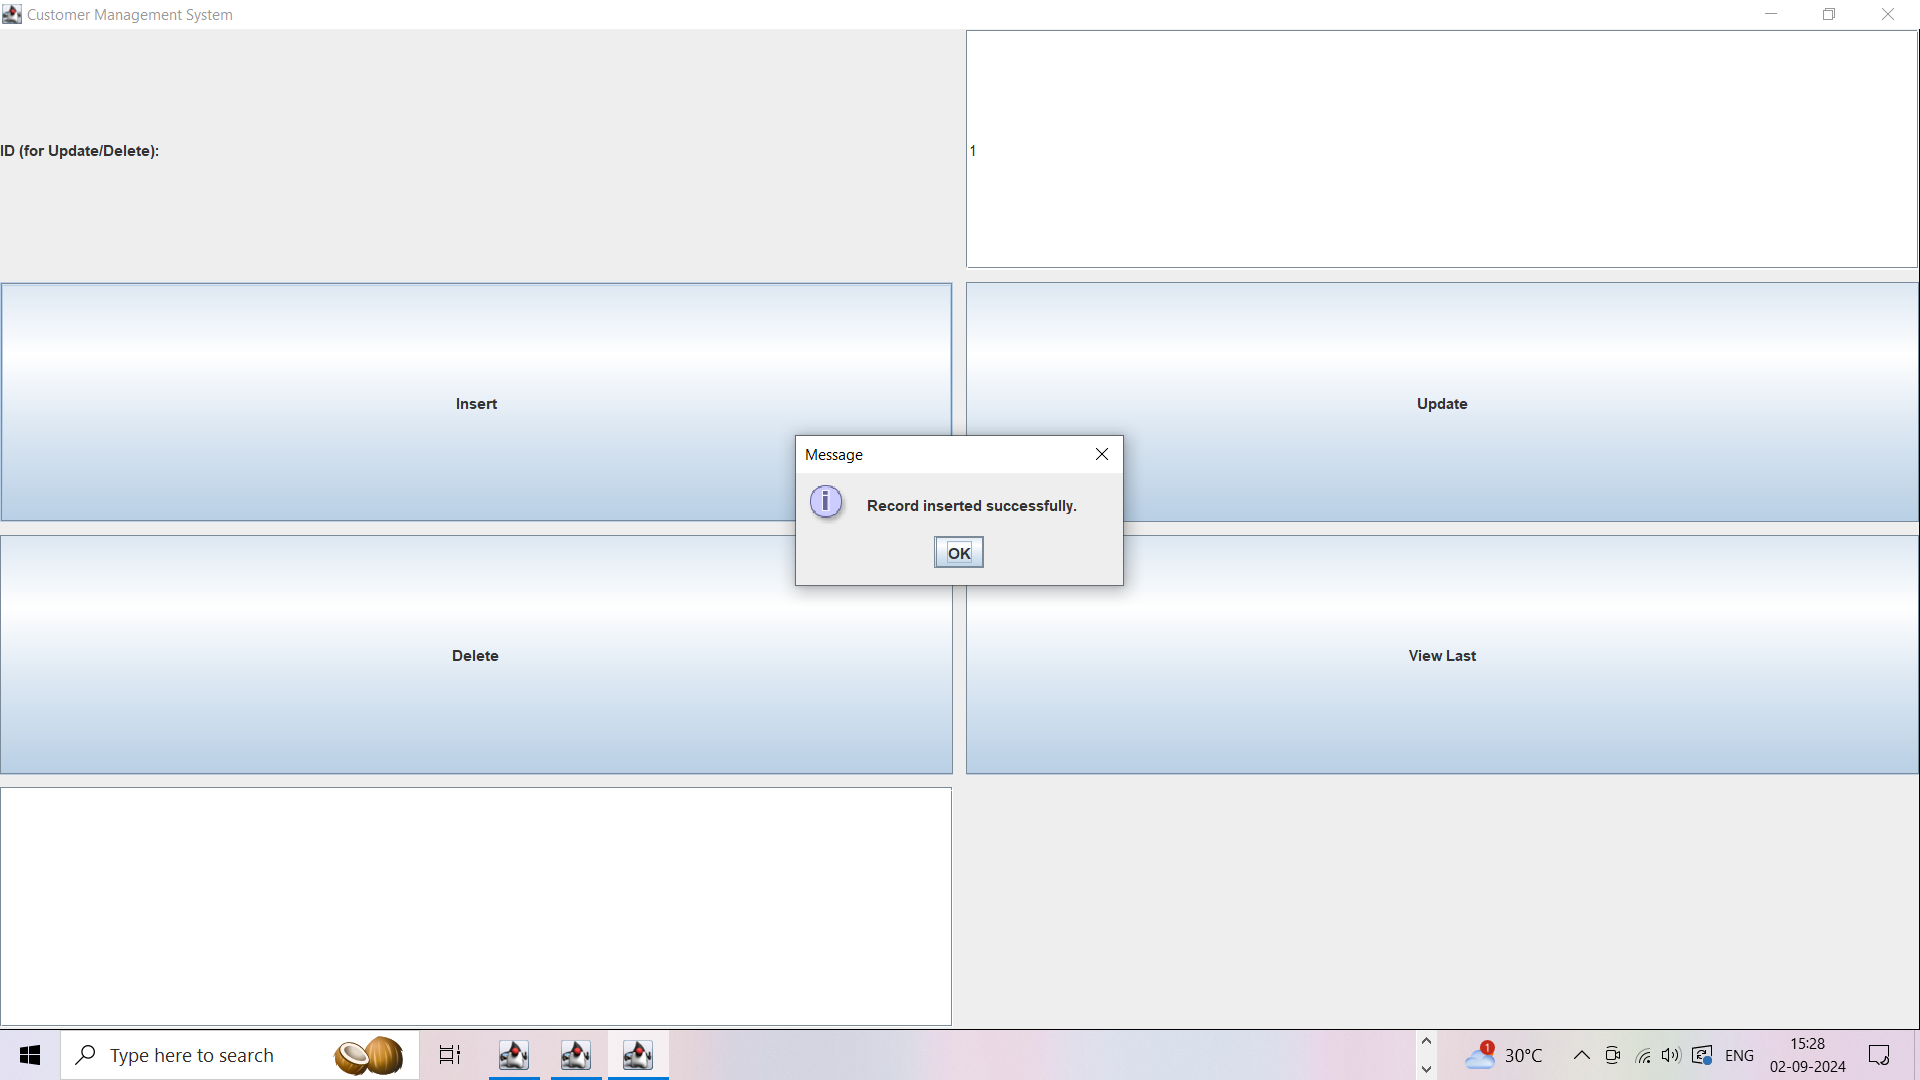 Customer Management System
ID (for Update/Delete):
1
Insert
Update
Message
i
Record inserted successfully.
OK
Delete
View Last
Type here to search
1
30°C
ENG
15:28
02-09-2024